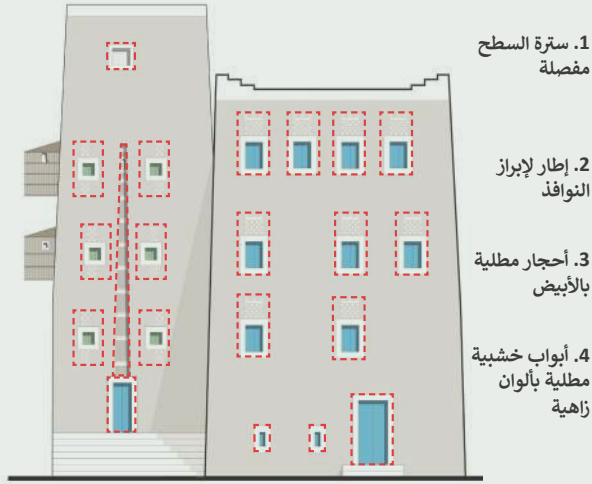 1. سترة السطح
مفصلة
2. إطار لإبراز
النوافذ
3. أحجار مطلية
بالأبيض
4. أبواب خشبية
مطلية بألوان
زاهية